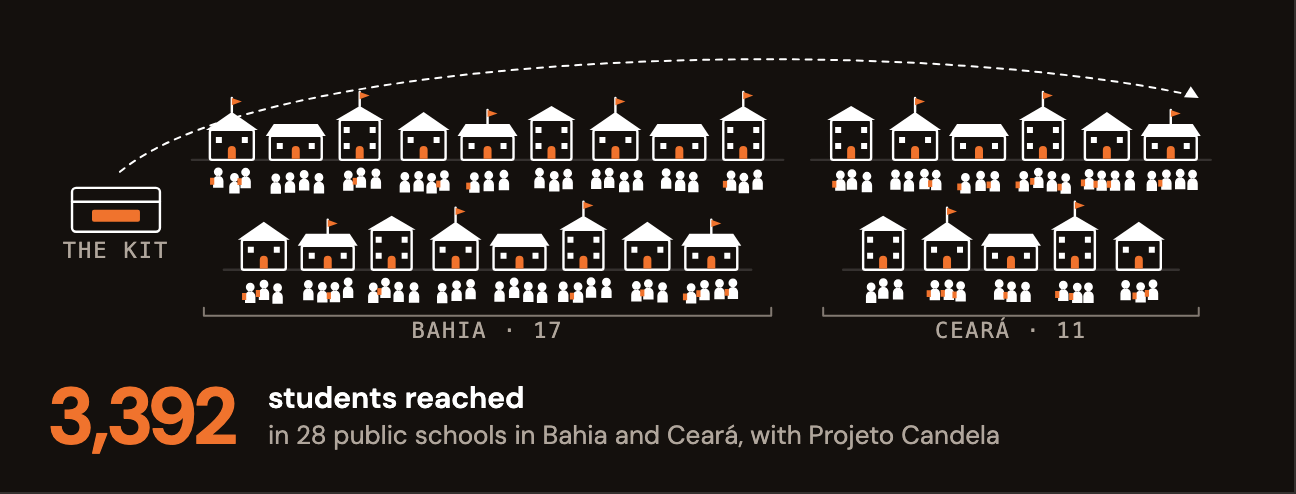 THE KIT
BAHIA · 17
CEARÁ · 11
3,392
students reached
in 28 public schools in Bahia and Ceará, with Projeto Candela